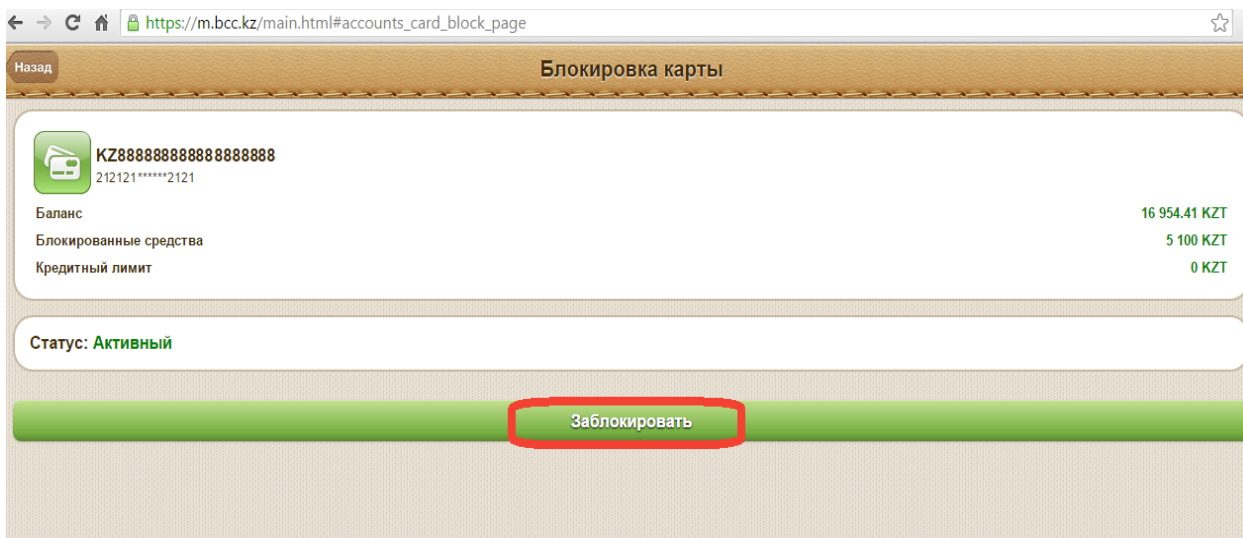 https://m.bcc.kz/main.html#accounts_card_block_page
Назад
Блокировка карты
KZ888888888888888888
212121******2121
Баланс 16 954.41 KZT
Блокированные средства 5 100 KZT
Кредитный лимит 0 KZT
Статус: Активный
Заблокировать